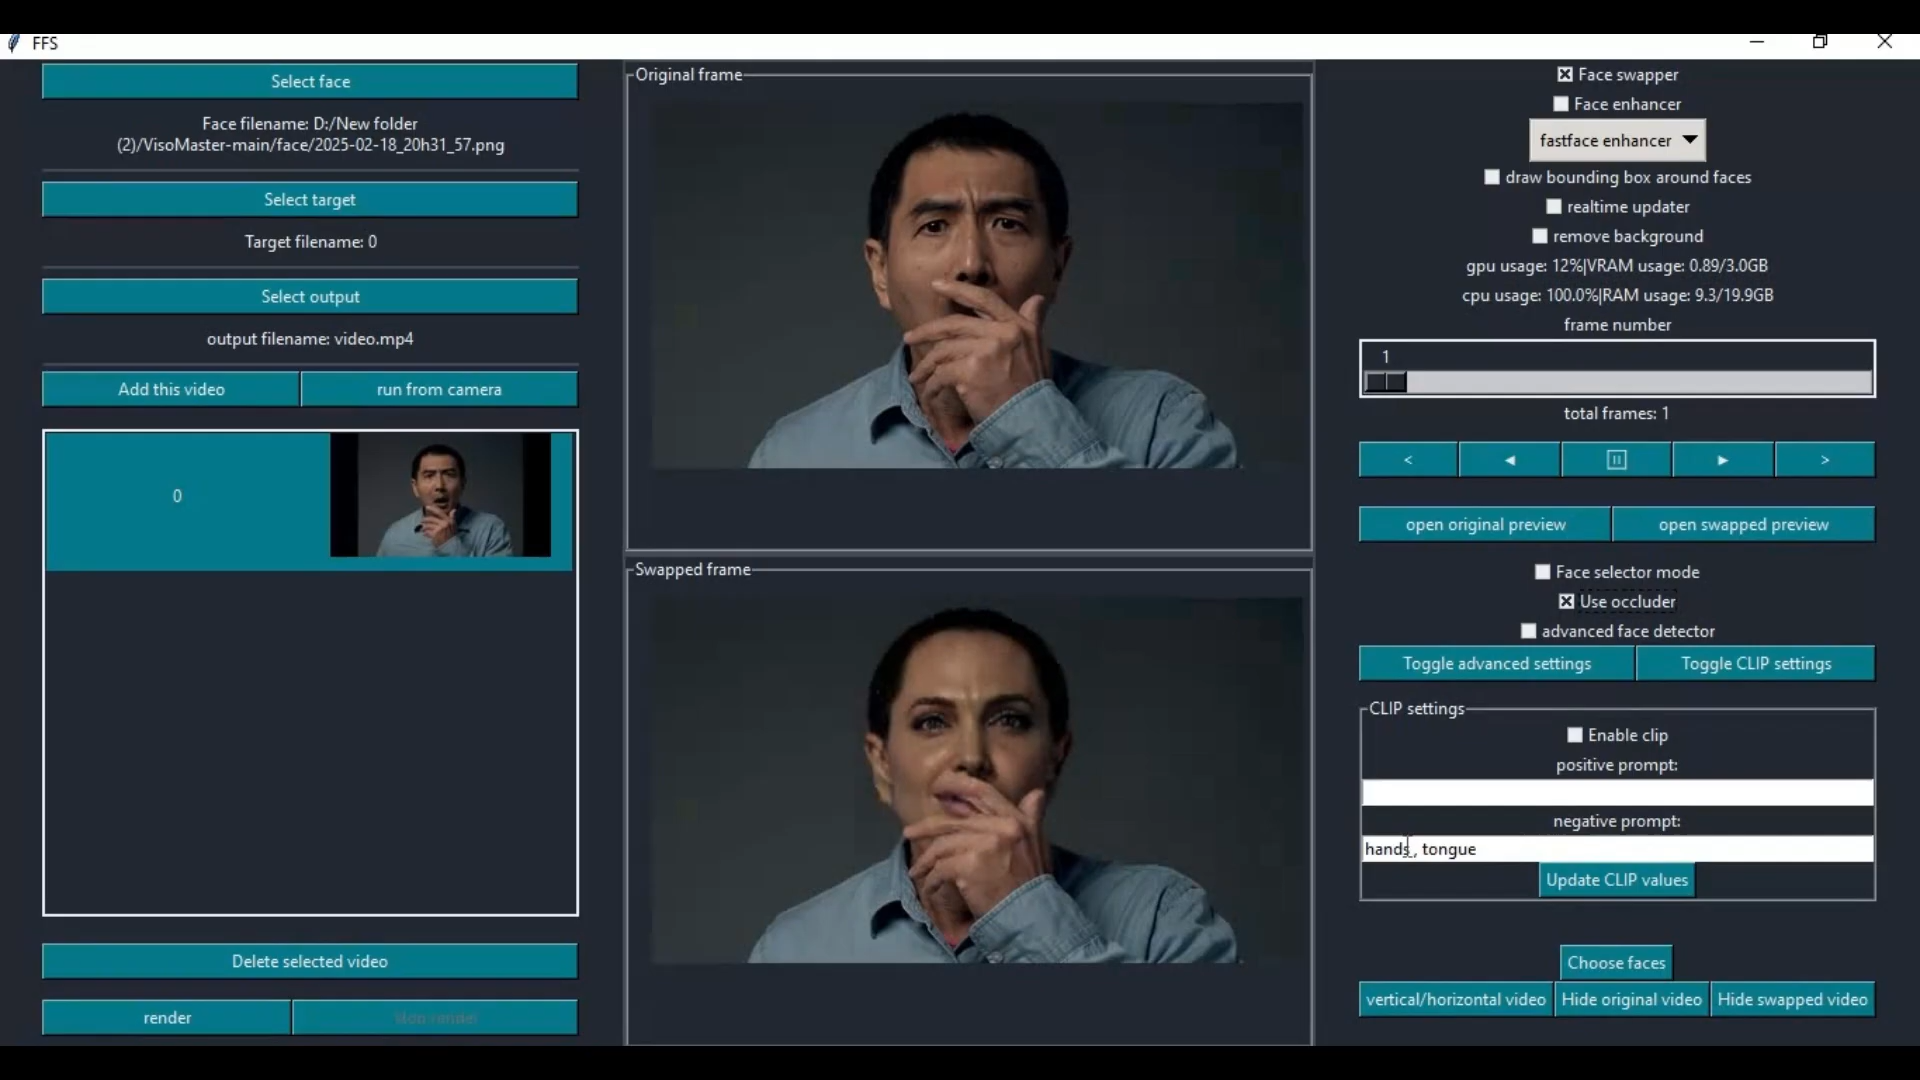 FFS
Select face
Face filename: D:/New folder
(2)/VisoMaster-main/face/2025-02-18_20h31_57.png
Select target
Target filename: 0
Select output
output filename: video.mp4
Add this video
run from camera
0
Delete selected video
render
stop render
Original frame
Swapped frame
Face swapper
Face enhancer
fastface enhancer
draw bounding box around faces
realtime updater
remove background
gpu usage: 12%|VRAM usage: 0.89/3.0GB
cpu usage: 100.0%|RAM usage: 9.3/19.9GB
frame number
1
total frames: 1
<
>
open original preview
open swapped preview
Face selector mode
Use occluder
advanced face detector
Toggle advanced settings
Toggle CLIP settings
CLIP settings
Enable clip
positive prompt:
negative prompt:
hands, tongue
Update CLIP values
Choose faces
vertical/horizontal video
Hide original video
Hide swapped video